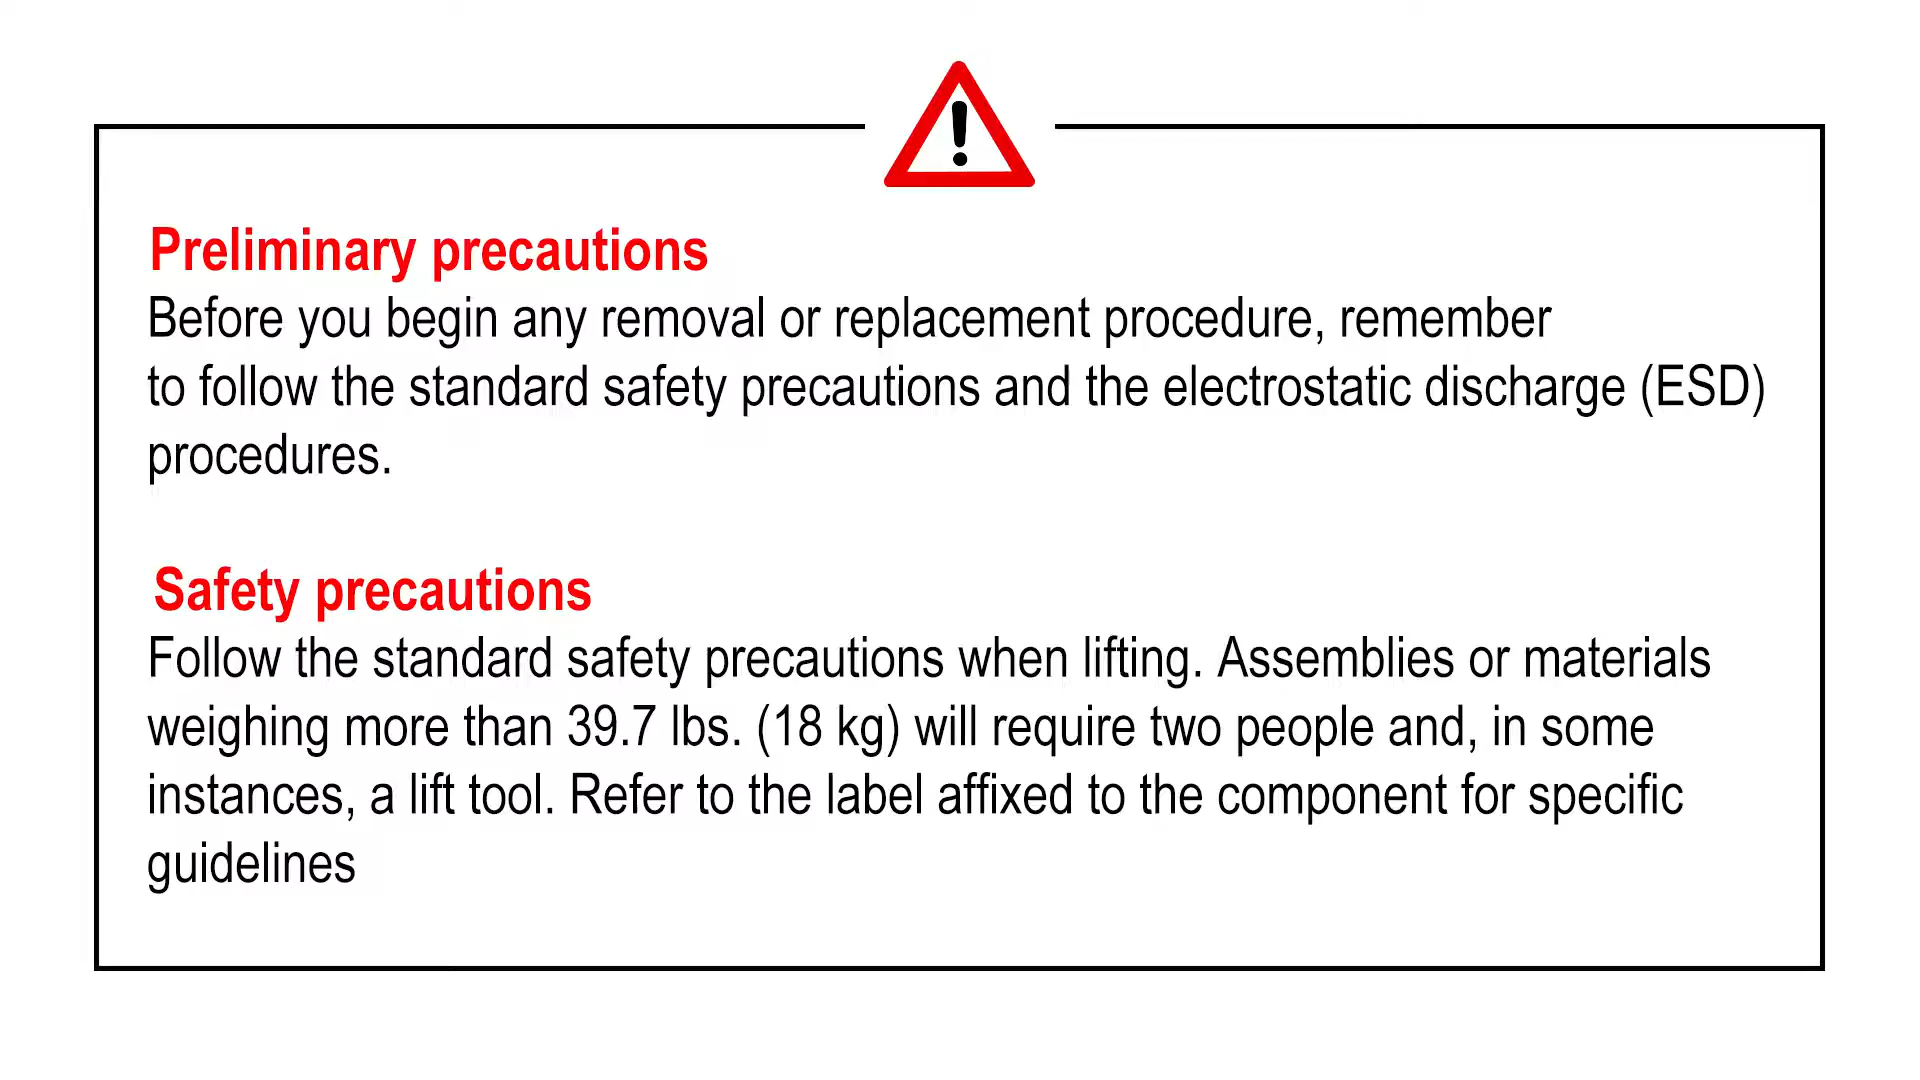 Preliminary precautions
Before you begin any removal or replacement procedure, remember
to follow the standard safety precautions and the electrostatic discharge (ESD)
procedures.
Safety precautions
Follow the standard safety precautions when lifting. Assemblies or materials
weighing more than 39.7 lbs. (18 kg) will require two people and, in some
instances, a lift tool. Refer to the label affixed to the component for specific
guidelines